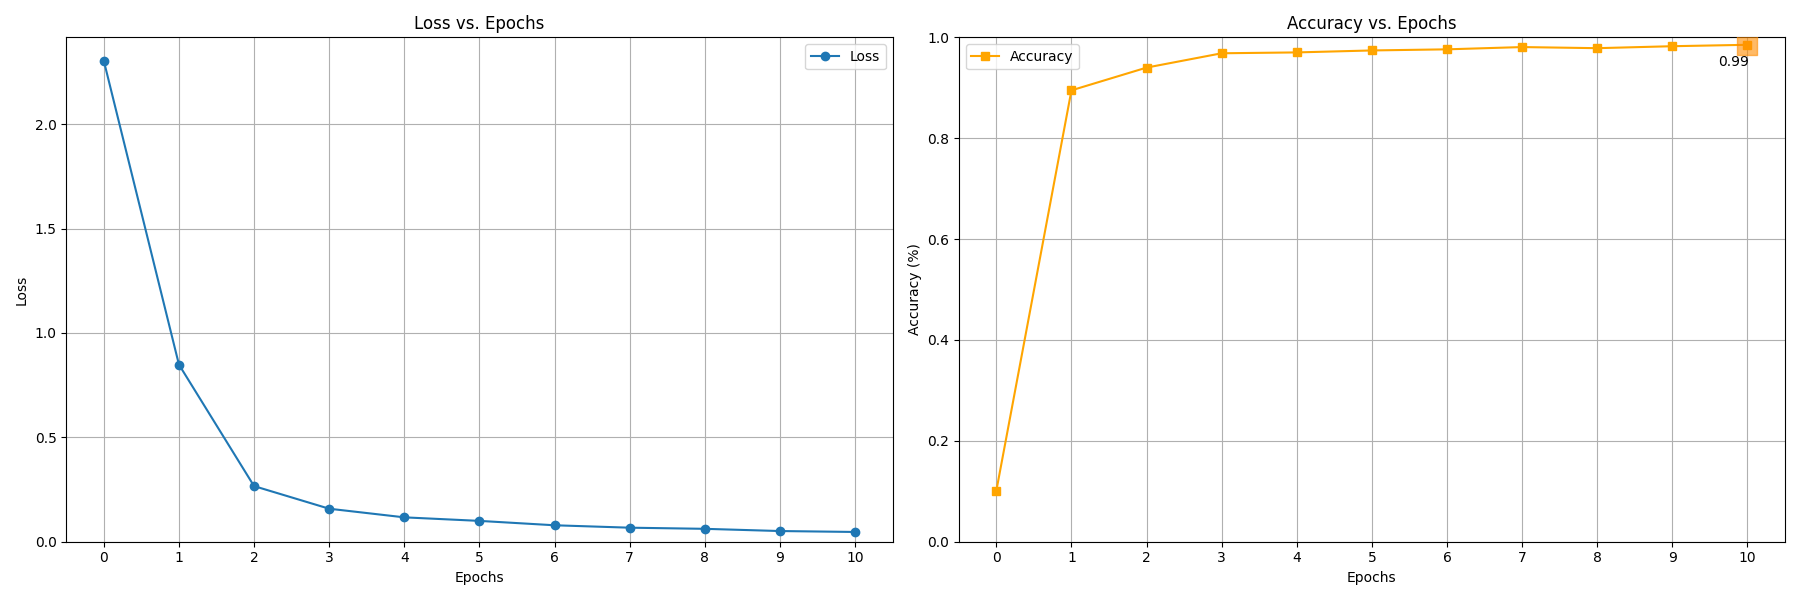 Loss vs. Epochs
Loss
2.0
1.5
1.0
0.5
0.0
Loss
0 1 2 3 4 5 6 7 8 9 10
Epochs
Accuracy vs. Epochs
Accuracy
0.99
1.0
0.8
0.6
0.4
0.2
0.0
Accuracy (%)
0 1 2 3 4 5 6 7 8 9 10
Epochs